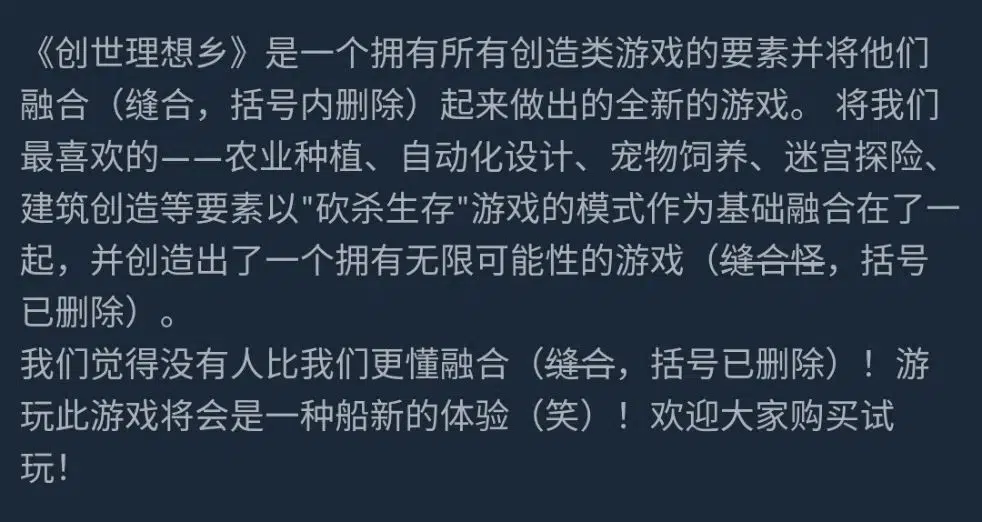 《创世理想乡》是一个拥有所有创造类游戏的要素并将他们
融合（缝合，括号内删除）起来做出的全新的游戏。 将我们
最喜欢的——农业种植、自动化设计、宠物饲养、迷宫探险、
建筑创造等要素以"砍杀生存"游戏的模式作为基础融合在了一
起，并创造出了一个拥有无限可能性的游戏（缝合怪，括号
已删除）。
我们觉得没有人比我们更懂融合（缝合，括号已删除）！游
玩此游戏将会是一种船新的体验（笑）！欢迎大家购买试
玩！